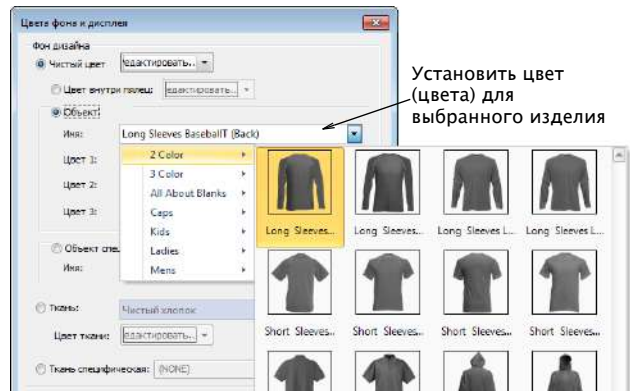 Цвета фона и дисплея
Фон дизайна
Чистый цвет
едактировать...
Цвет внутри пялец:
едактировать...
Объект:
Имя:
Long Sleeves BaseballT (Back)
Установить цвет
(цвета) для
выбранного изделия
Цвет 1:
Цвет 2:
Цвет 3:
2 Color
3 Color
All About Blanks
Caps
Kids
Ladies
Mens
Long Sleeves...
Long Sleeves...
Long Sleeves L...
Long Sleeves L...
Объект спе
Имя:
Short Sleeves...
Short Sleeves...
Short Sleeves...
Short Sleeves...
Ткань:
Чистый хлопок
Цвет ткани:
едактировать...
Ткань специфическая:
(NONE)